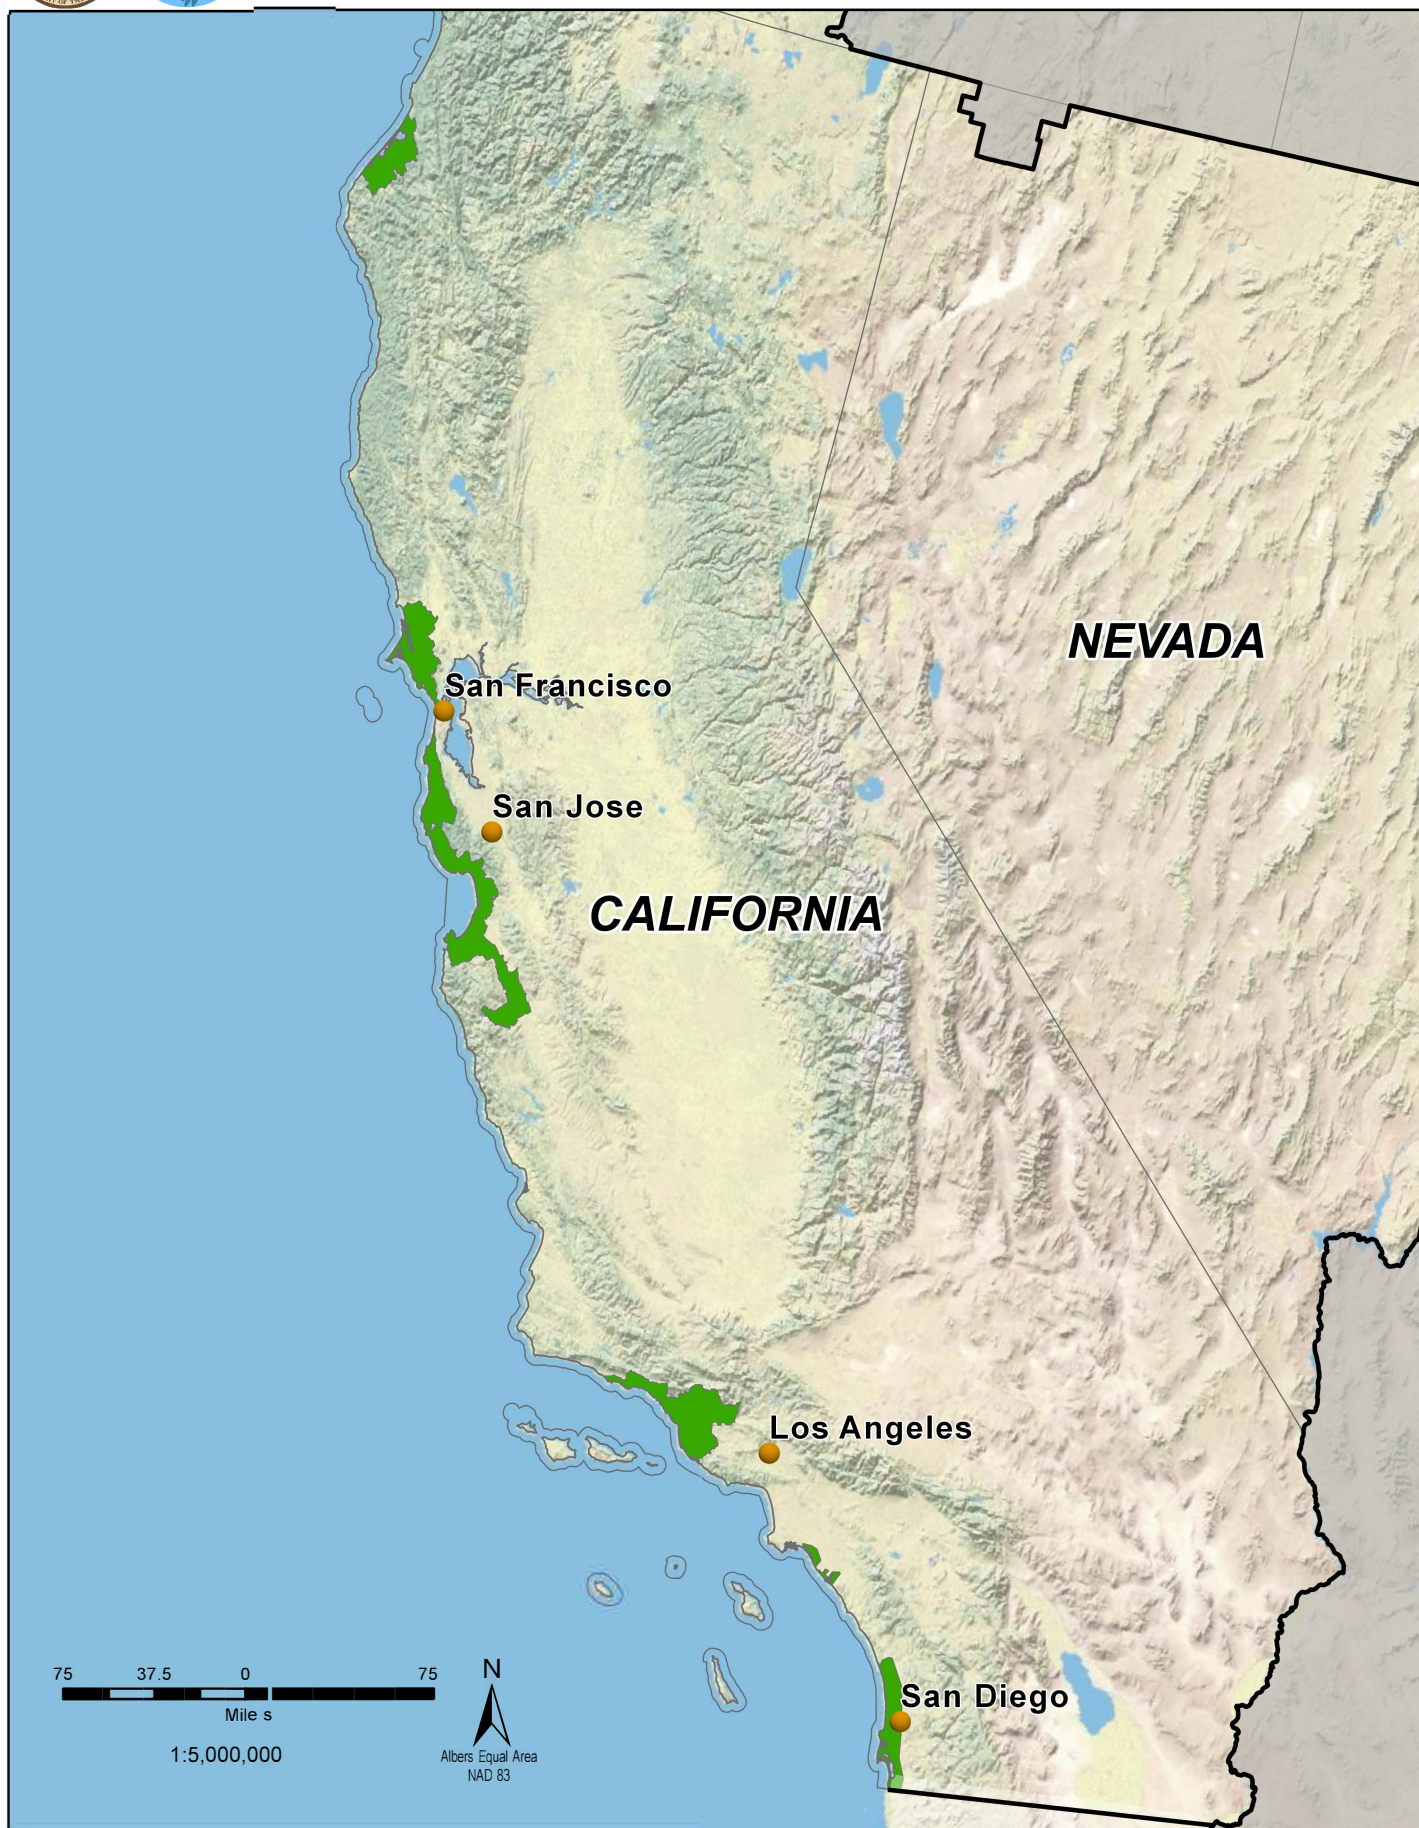 NEVADA
San Francisco
San Jose
CALIFORNIA
Los Angeles
San Diego
75 37.5 0 75
Mile s
1:5,000,000
N
Albers Equal Area
NAD 83